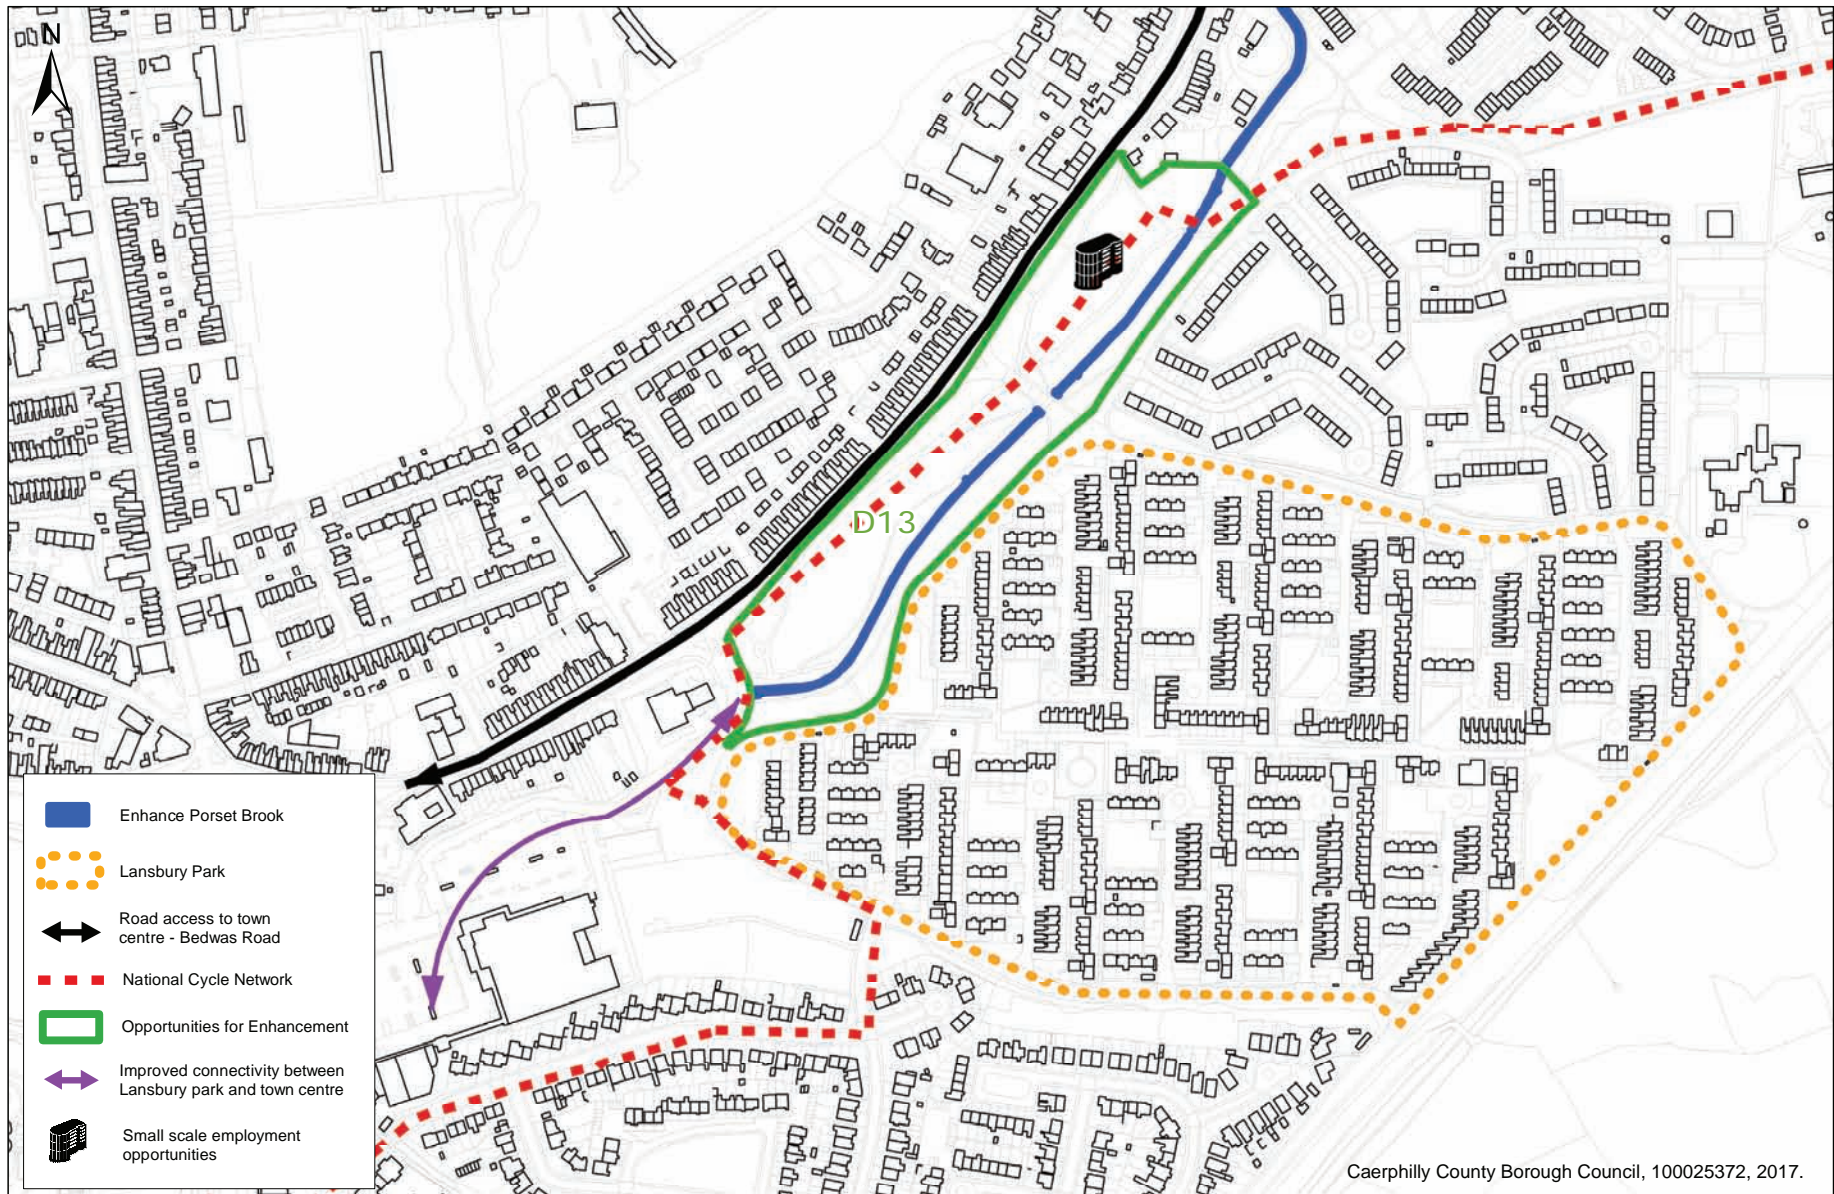 N
D13
Enhance Porset Brook
Lansbury Park
Road access to town
centre - Bedwas Road
National Cycle Network
Opportunities for Enhancement
Improved connectivity between
Lansbury park and town centre
Small scale employment
opportunities
Caerphilly County Borough Council, 100025372, 2017.